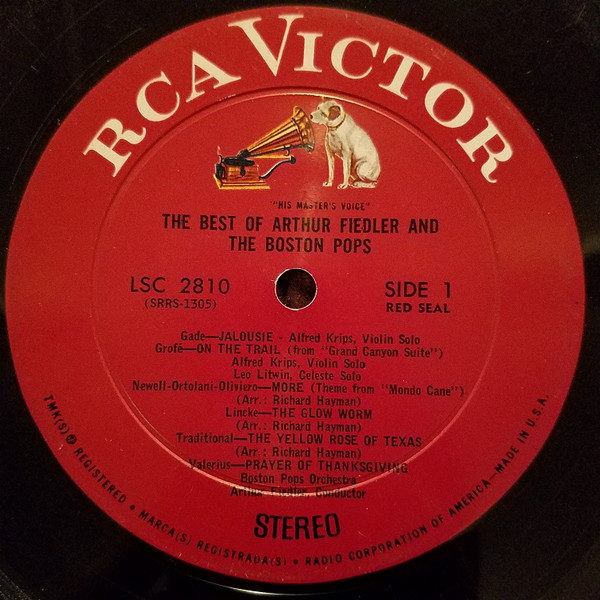 RCA VICTOR
"HIS MASTER'S VOICE"
THE BEST OF ARTHUR FIEDLER AND
THE BOSTON POPS
LSC 2810
(SRRS-1305)
SIDE 1
RED SEAL
Gade—JALOUSIE - Alfred Krips, Violin Solo
Grofé—ON THE TRAIL (from "Grand Canyon Suite")
Alfred Krips, Violin Solo
Leo Litwin, Celeste Solo
Newell-Ortolani-Oliviero—MORE (Theme from "Mondo Cane")
(Arr.: Richard Hayman)
Lincke—THE GLOW WORM
(Arr.: Richard Hayman)
Traditional—THE YELLOW ROSE OF TEXAS
(Arr.: Richard Hayman)
Valerius—PRAYER OF THANKSGIVING
Boston Pops Orchestra
Arthur Fiedler, Conductor
STEREO
TMK(S) ® REGISTERED • MARCA(S) REGISTRADA(S) • RADIO CORPORATION OF AMERICA—MADE IN U.S.A.